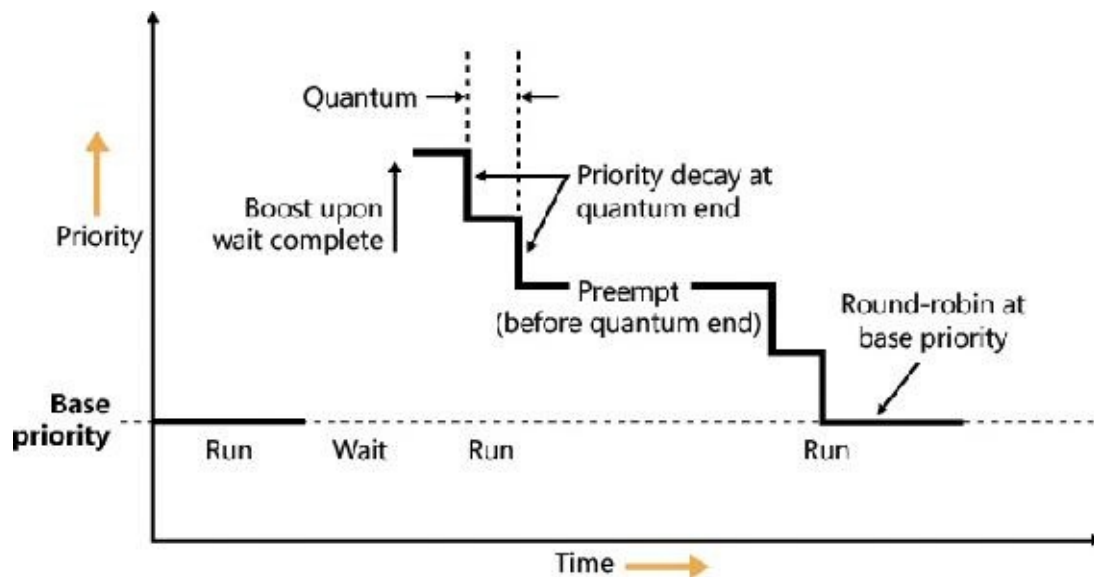 Quantum
Priority decay at
quantum end
Boost upon
wait complete
Priority
Preempt
(before quantum end)
Round-robin at
base priority
Base
priority
Run
Wait
Run
Run
Time